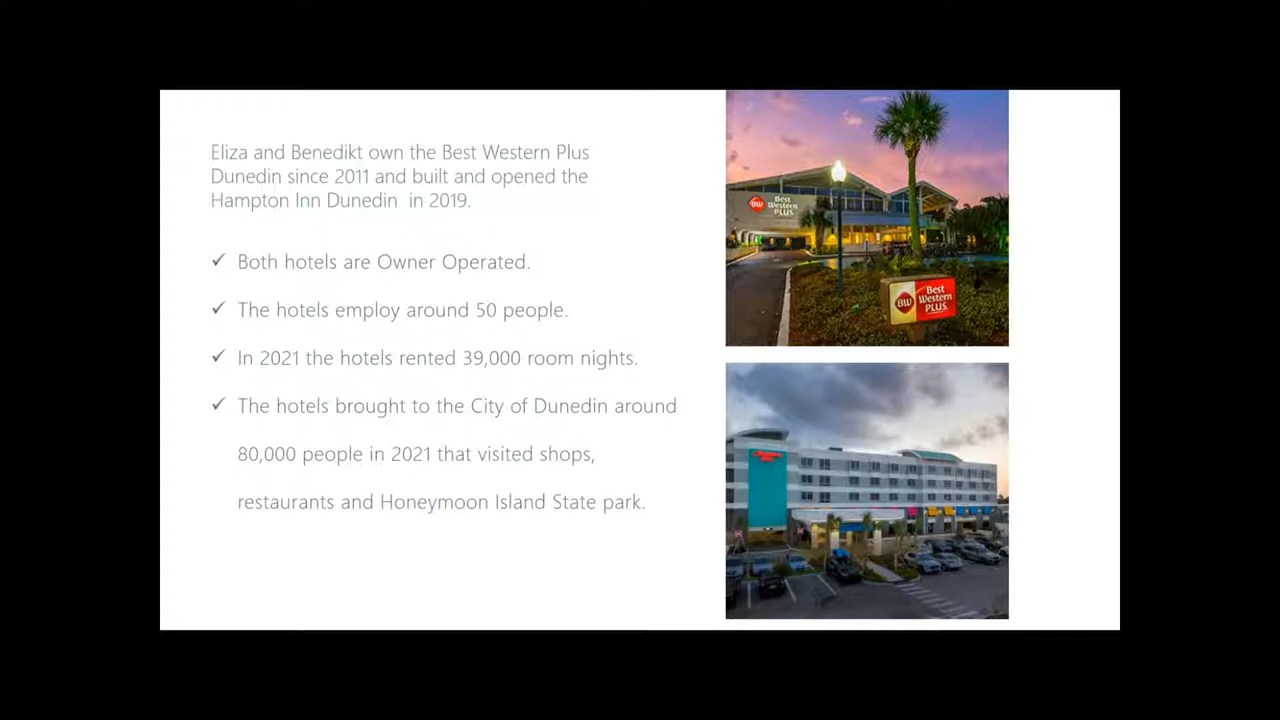 Eliza and Benedikt own the Best Western Plus
Dunedin since 2011 and built and opened the
Hampton Inn Dunedin in 2019.
✓ Both hotels are Owner Operated.
✓ The hotels employ around 50 people.
✓ In 2021 the hotels rented 39,000 room nights.
✓ The hotels brought to the City of Dunedin around
80,000 people in 2021 that visited shops,
restaurants and Honeymoon Island State park.
BW Best
Western
PLUS
BW Best
Western
PLUS